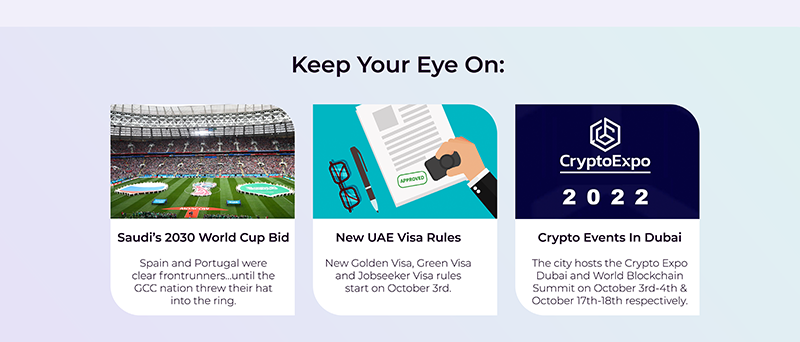 Keep Your Eye On:
APPROVED
CryptoExpo
2022
Saudi's 2030 World Cup Bid
Spain and Portugal were
clear frontrunners...until the
GCC nation threw their hat
into the ring.
New UAE Visa Rules
New Golden Visa, Green Visa
and Jobseeker Visa rules
start on October 3rd.
Crypto Events In Dubai
The city hosts the Crypto Expo
Dubai and World Blockchain
Summit on October 3rd-4th &
October 17th-18th respectively.